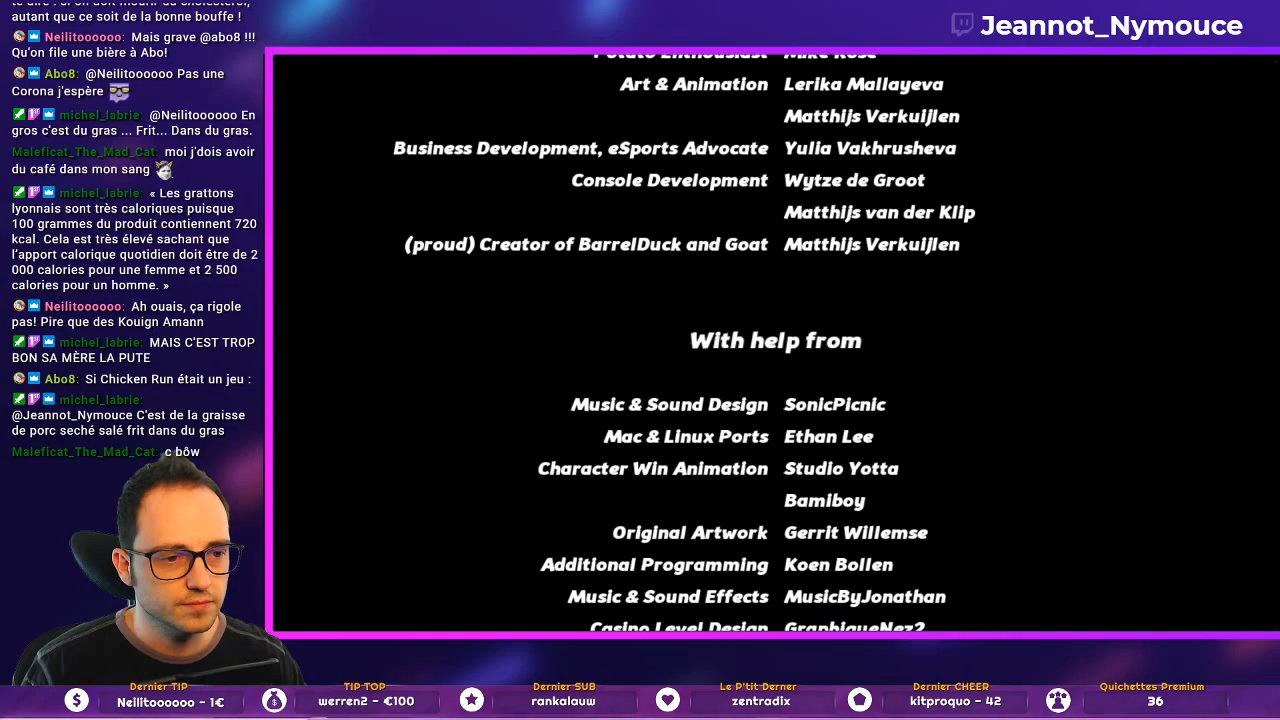 Jeannot_Nymouce
autant que ce soit de la bonne bouffe !
Neilitoooooo: Mais grave @abo8 !!!
Qu'on file une bière à Abo!
Abo8: @Neilitoooooo Pas une
Corona j'espère
michel_labrie: @Neilitoooooo En
gros c'est du gras ... Frit... Dans du gras.
Maleficat_The_Mad_Cat: moi j'dois avoir
du café dans mon sang
michel_labrie: « Les grattons
lyonnais sont très caloriques puisque
100 grammes du produit contiennent 720
kcal. Cela est très élevé sachant que
l'apport calorique quotidien doit être de 2
000 calories pour une femme et 2 500
calories pour un homme. »
Neilitoooooo: Ah ouais, ça rigole
pas! Pire que des Kouign Amann
michel_labrie: MAIS C'EST TROP
BON SA MÈRE LA PUTE
Abo8: Si Chicken Run était un jeu :
michel_labrie:
@Jeannot_Nymouce C'est de la graisse
de porc seché salé frit dans du gras
Maleficat_The_Mad_Cat: c bôw
Potato Enthusiast Mike Rose
Art & Animation Lerika Mallayeva
Matthijs Verkuijlen
Business Development, eSports Advocate Yulia Vakhrusheva
Console Development Wytze de Groot
Matthijs van der Klip
(proud) Creator of BarrelDuck and Goat Matthijs Verkuijlen
With help from
Music & Sound Design SonicPicnic
Mac & Linux Ports Ethan Lee
Character Win Animation Studio Yotta
Bamiboy
Original Artwork Gerrit Willemse
Additional Programming Koen Bollen
Music & Sound Effects MusicByJonathan
Casino Level Design GraphiqueNez2
Dernier TIP
Neilitoooooo - 1€
TIP TOP
werren2 - €100
Dernier SUB
rankalauw
Le P'tit Derner
zentradix
Dernier CHEER
kitproquo - 42
Quichettes Premium
36